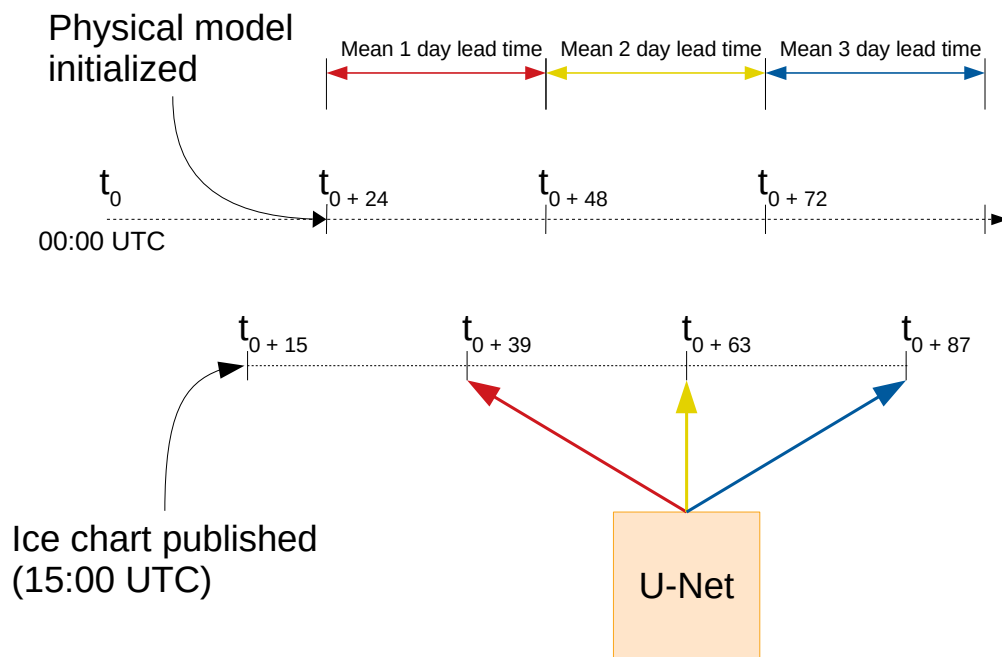 Physical model
initialized
Mean 1 day lead time
Mean 2 day lead time
Mean 3 day lead time
t0
t0 + 24
t0 + 48
t0 + 72
00:00 UTC
t0 + 15
t0 + 39
t0 + 63
t0 + 87
Ice chart published
(15:00 UTC)
U-Net